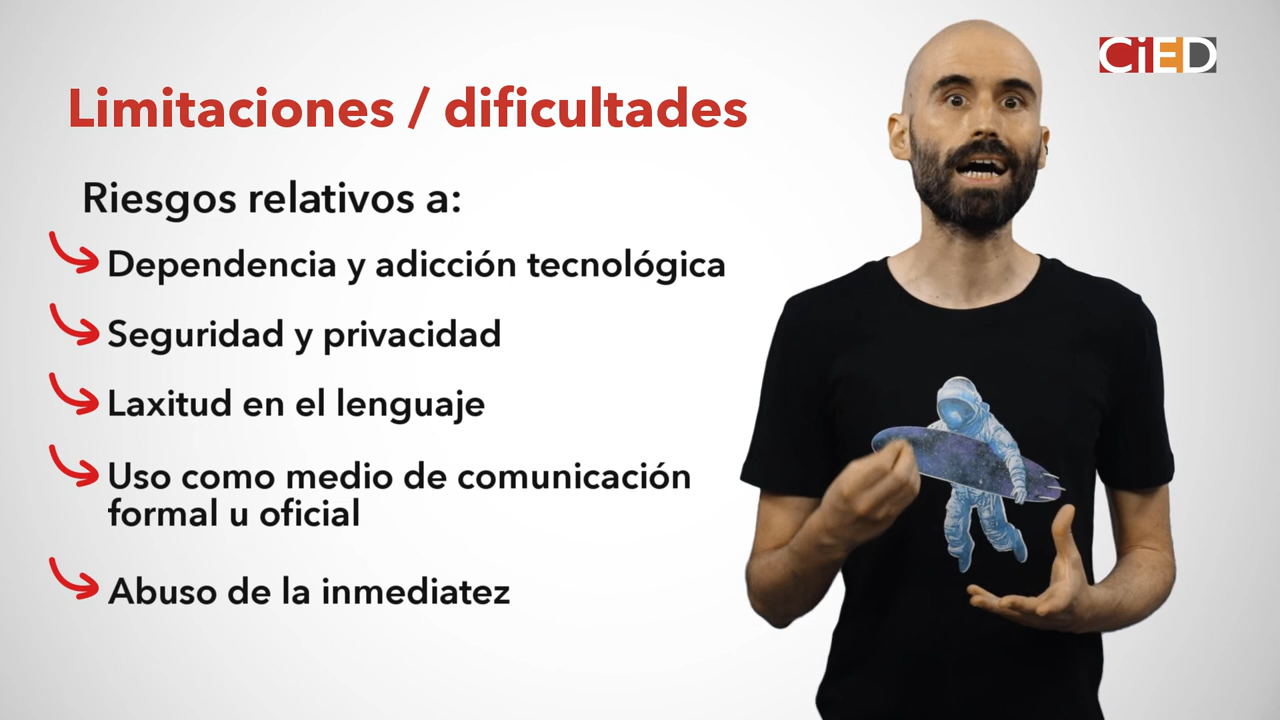 CiED
Limitaciones / dificultades
Riesgos relativos a:
Dependencia y adicción tecnológica
Seguridad y privacidad
Laxitud en el lenguaje
Uso como medio de comunicación
formal u oficial
Abuso de la inmediatez